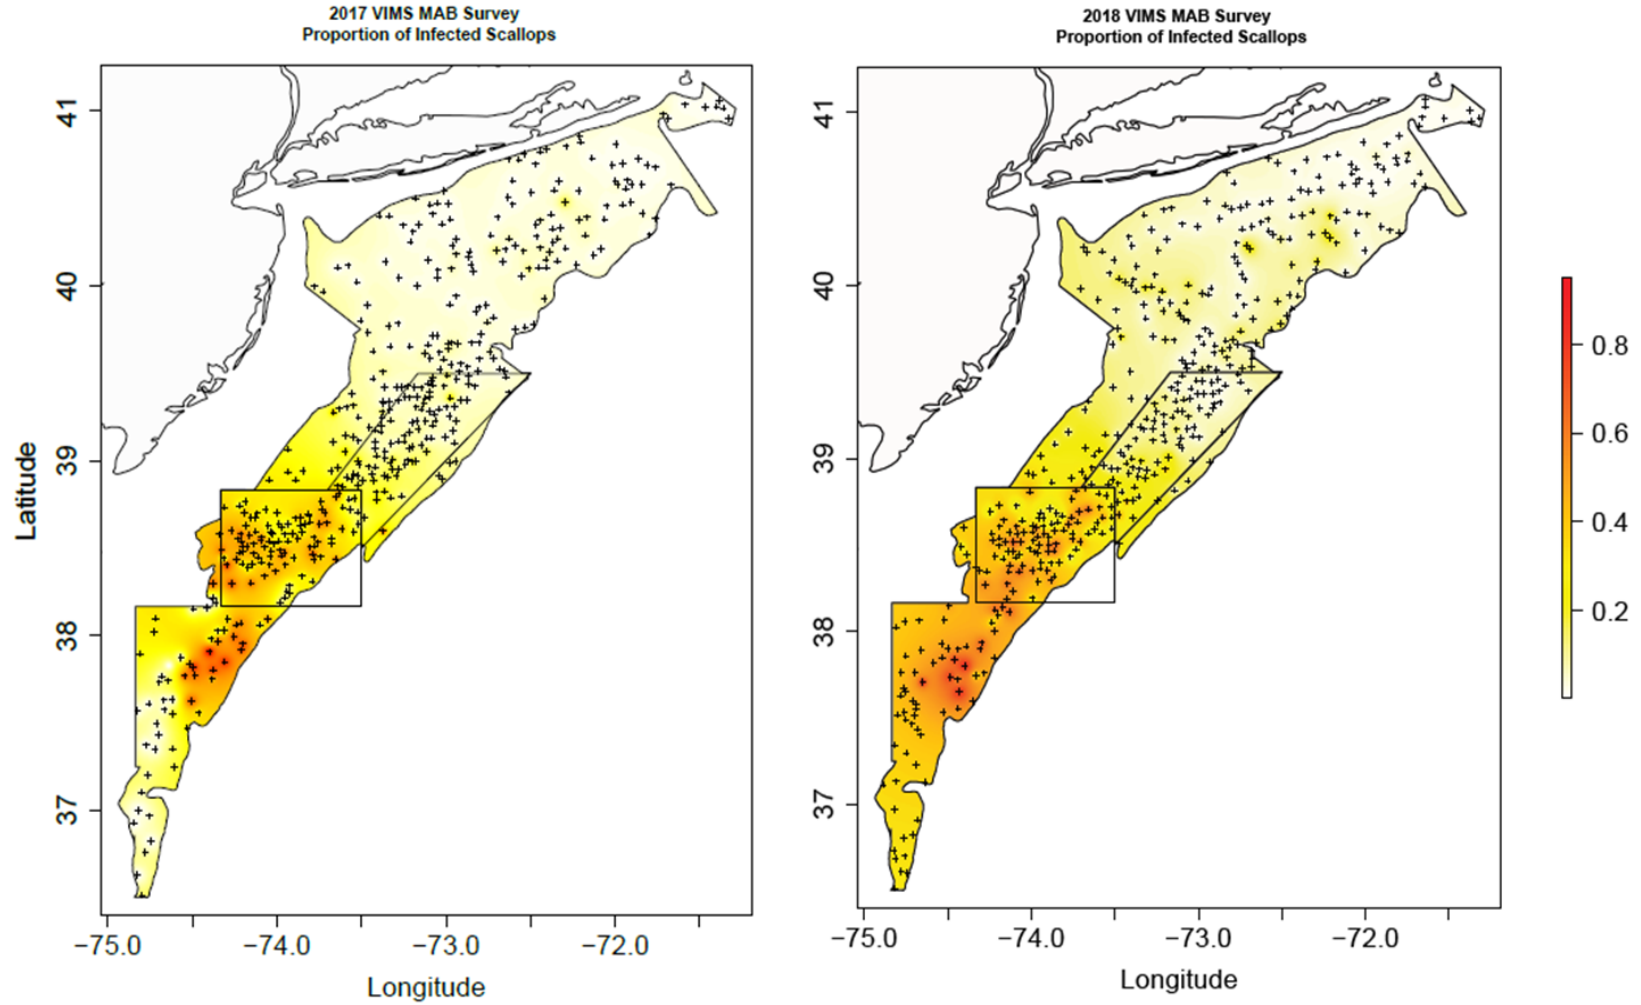 2017 VIMS MAB Survey
Proportion of Infected Scallops
41
40
39
38
37
Latitude
−75.0 −74.0 −73.0 −72.0
Longitude
2018 VIMS MAB Survey
Proportion of Infected Scallops
41
40
39
38
37
−75.0 −74.0 −73.0 −72.0
Longitude
0.8
0.6
0.4
0.2